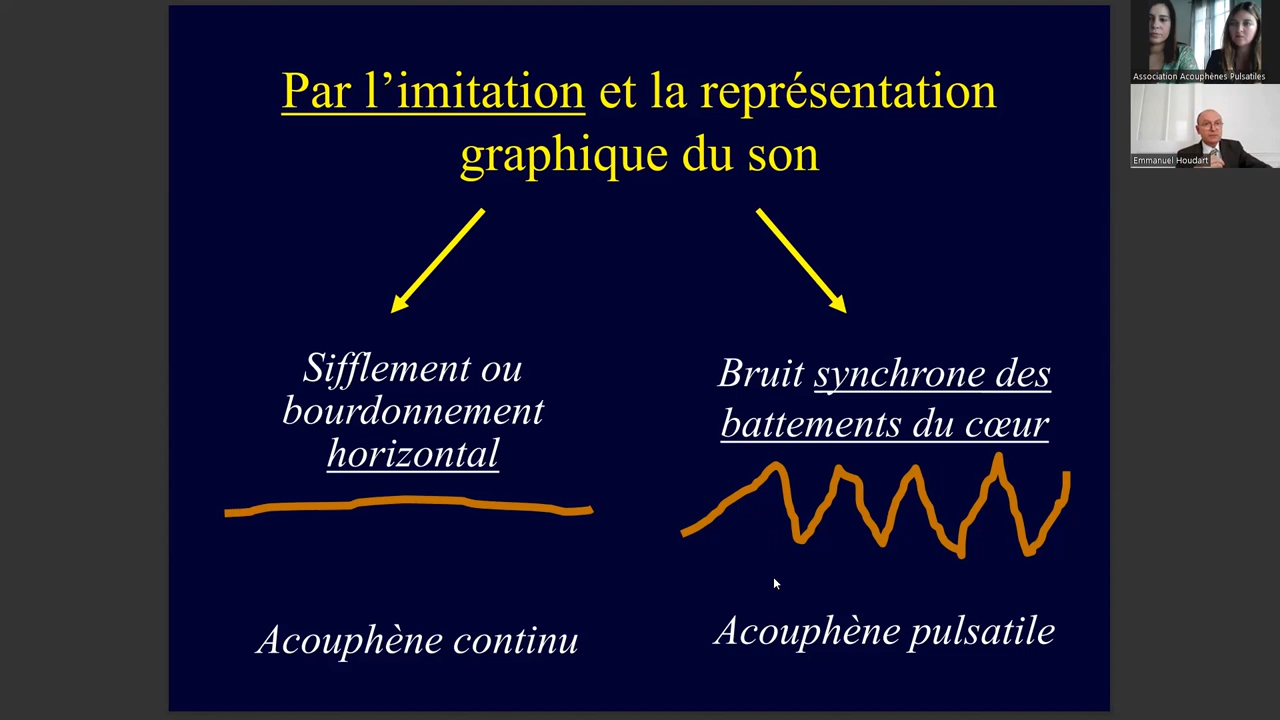 Par l’imitation et la représentation
graphique du son
Sifflement ou
bourdonnement
horizontal
Bruit synchrone des
battements du cœur
Acouphène continu
Acouphène pulsatile
Association Acouphènes Pulsatiles
Emmanuel Houdart